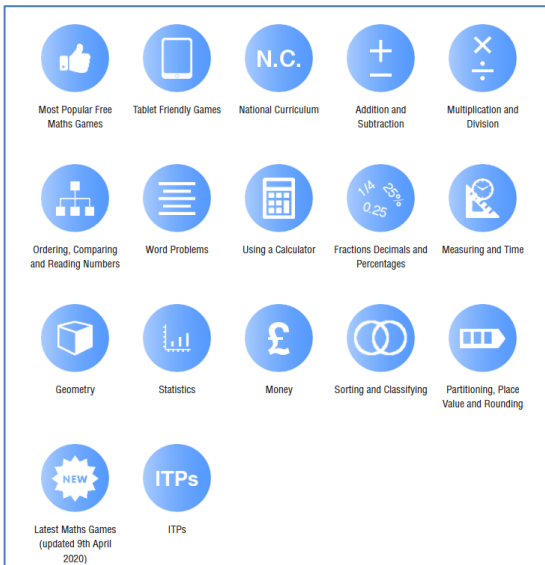 N.C.
Most Popular Free
Maths Games
Tablet Friendly Games
National Curriculum
Addition and
Subtraction
Multiplication and
Division
1/4 25%
0.25
Ordering, Comparing
and Reading Numbers
Word Problems
Using a Calculator
Fractions Decimals and
Percentages
Measuring and Time
£
Geometry
Statistics
Money
Sorting and Classifying
Partitioning, Place
Value and Rounding
NEW
ITPs
Latest Maths Games
(updated 9th April
2020)
ITPs